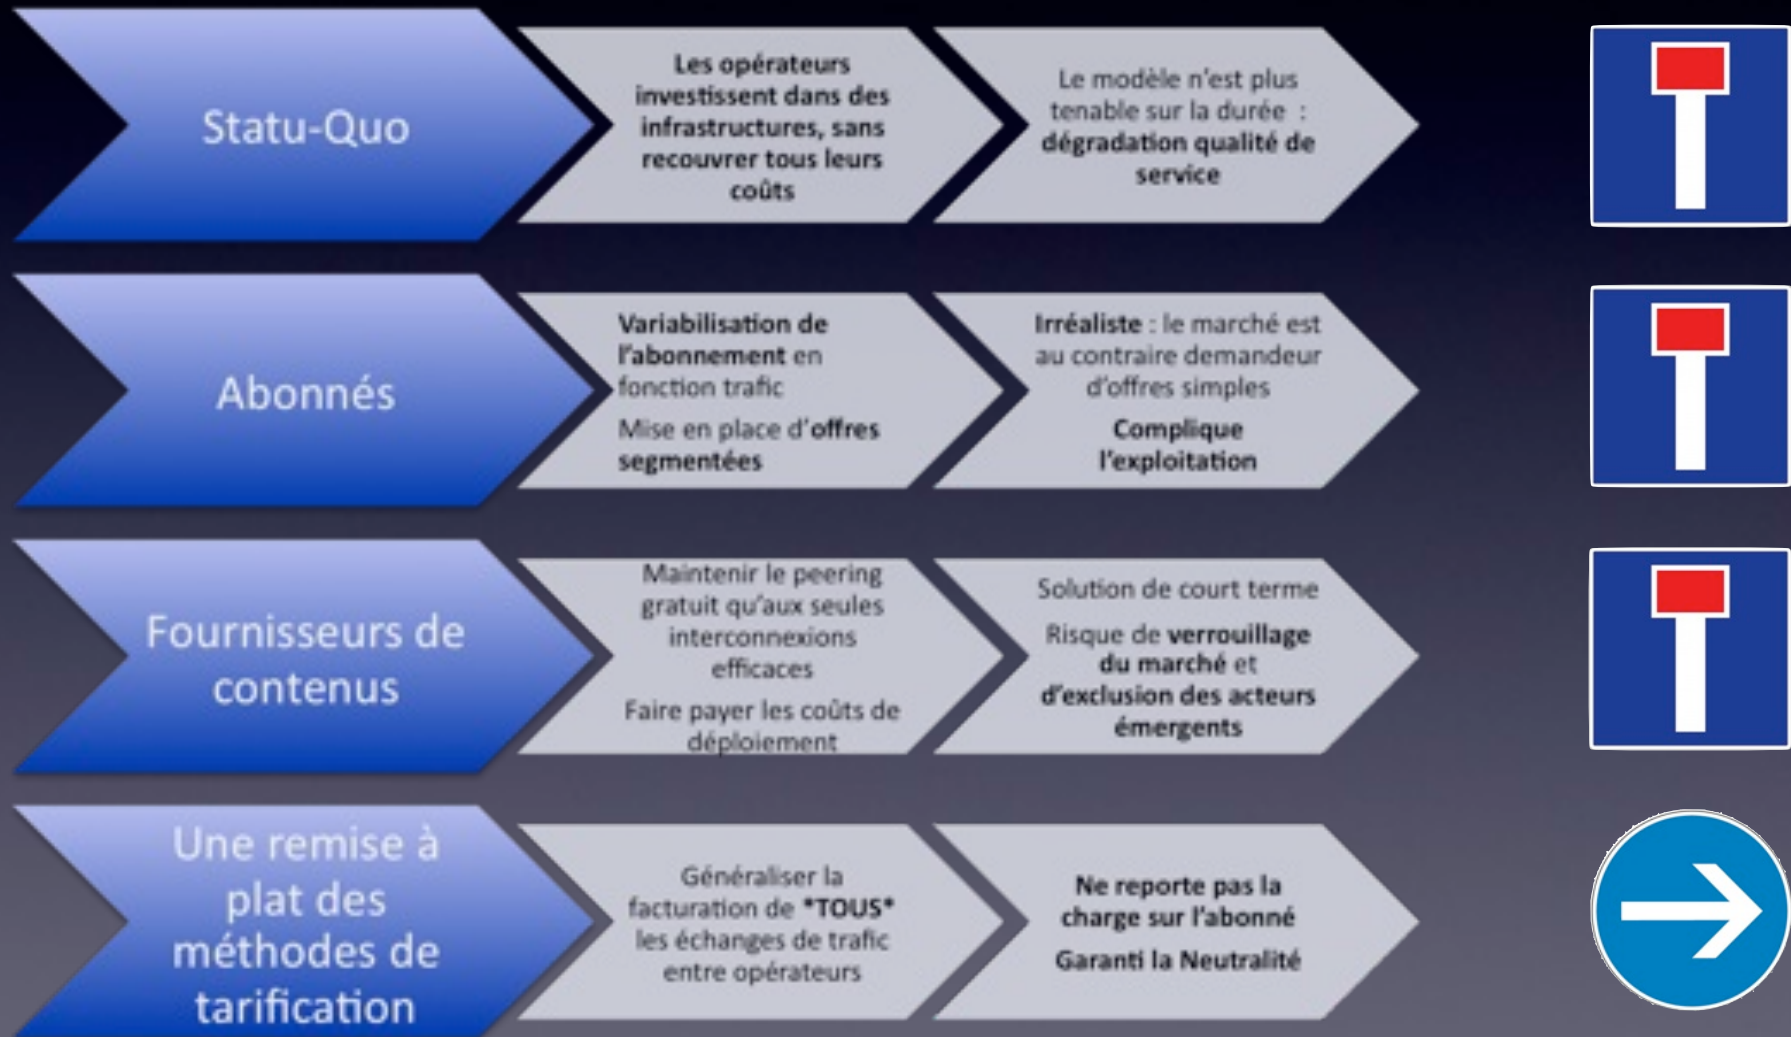 Statu-Quo
Les opérateurs
investissent dans des
infrastructures, sans
recouvrer tous leurs
coûts
Le modèle n'est plus
tenable sur la durée :
dégradation qualité de
service
Abonnés
Variabilisation de
l'abonnement en
fonction trafic
Mise en place d'offres
segmentées
Irréaliste : le marché est
au contraire demandeur
d'offres simples
Complique
l'exploitation
Fournisseurs de
contenus
Maintenir le peering
gratuit qu'aux seules
interconnexions
efficaces
Faire payer les coûts de
déploiement
Solution de court terme
Risque de verrouillage
du marché et
d'exclusion des acteurs
émergents
Une remise à
plat des
méthodes de
tarification
Généraliser la
facturation de *TOUS*
les échanges de trafic
entre opérateurs
Ne reporte pas la
charge sur l'abonné
Garanti la Neutralité